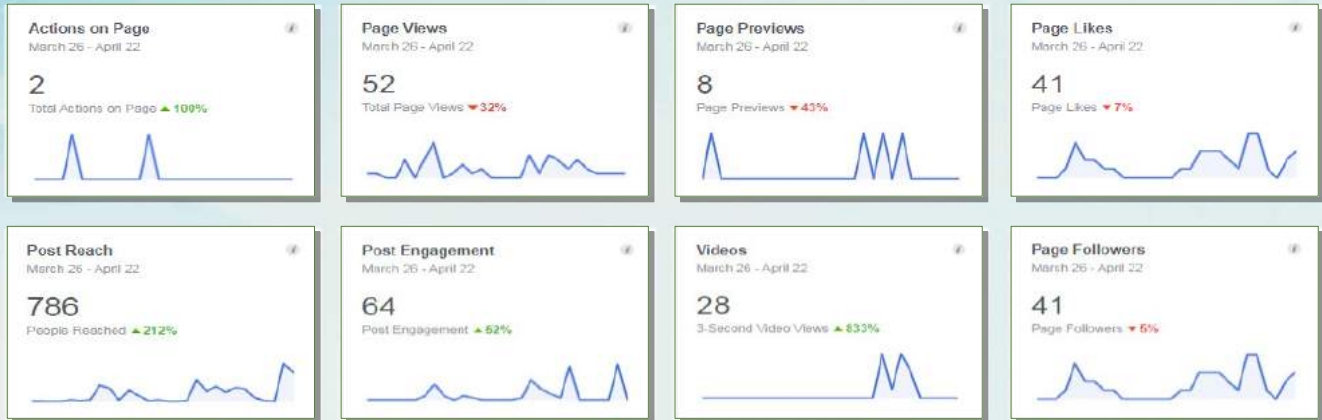 Actions on Page
March 26 - April 22
2
Total Actions on Page ▲ 100%
Page Views
March 26 - April 22
52
Total Page Views ▼ 32%
Page Previews
March 26 - April 22
8
Page Previews ▼ 43%
Page Likes
March 26 - April 22
41
Page Likes ▼ 7%
Post Reach
March 26 - April 22
786
People Reached ▲ 212%
Post Engagement
March 26 - April 22
64
Post Engagement ▲ 52%
Videos
March 26 - April 22
28
3-Second Video Views ▲ 833%
Page Followers
March 26 - April 22
41
Page Followers ▼ 5%